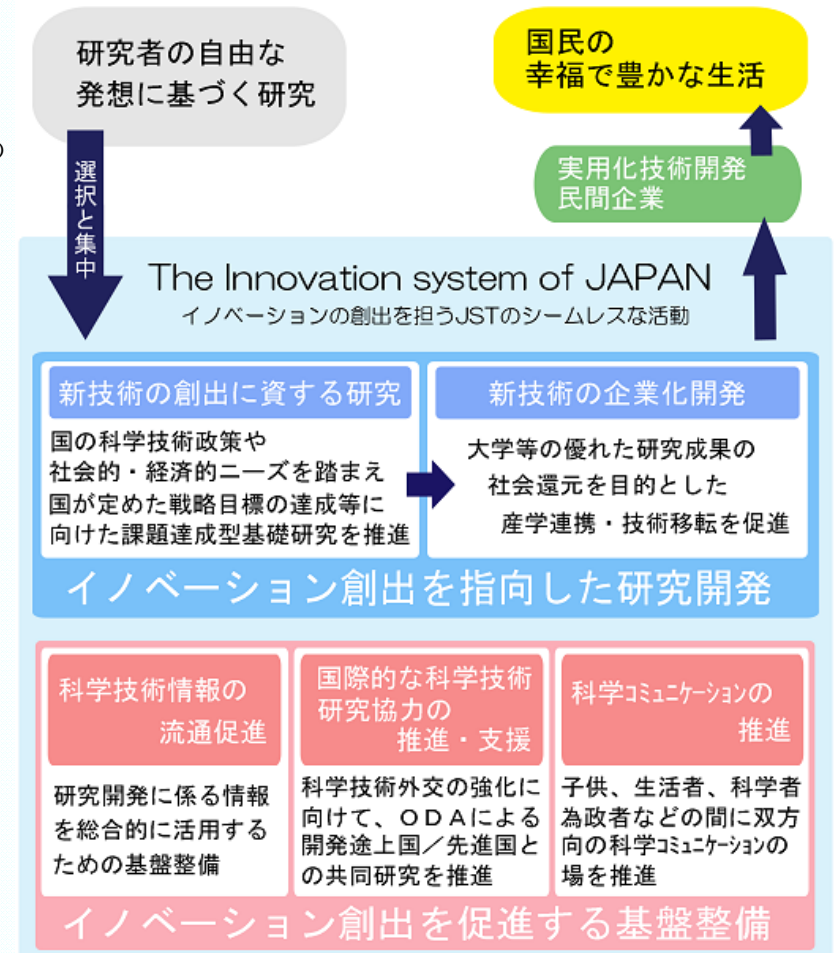 研究者の自由な
発想に基づく研究
国民の
幸福で豊かな生活
選択と集中
実用化技術開発
民間企業
The Innovation system of JAPAN
イノベーションの創出を担うJSTのシームレスな活動
新技術の創出に資する研究
国の科学技術政策や
社会的・経済的ニーズを踏まえ
国が定めた戦略目標の達成等に
向けた課題達成型基礎研究を推進
新技術の企業化開発
大学等の優れた研究成果の
社会還元を目的とした
産学連携・技術移転を促進
イノベーション創出を指向した研究開発
科学技術情報の
流通促進
研究開発に係る情報
を総合的に活用する
ための基盤整備
国際的な科学技術
研究協力の
推進・支援
科学技術外交の強化に
向けて、ODAによる
開発途上国/先進国と
の共同研究を推進
科学ｺﾐｭﾆｹｰｼｮﾝの
推進
子供、生活者、科学者
為政者などの間に双方
向の科学ｺﾐｭﾆｹｰｼｮﾝの
場を推進
イノベーション創出を促進する基盤整備